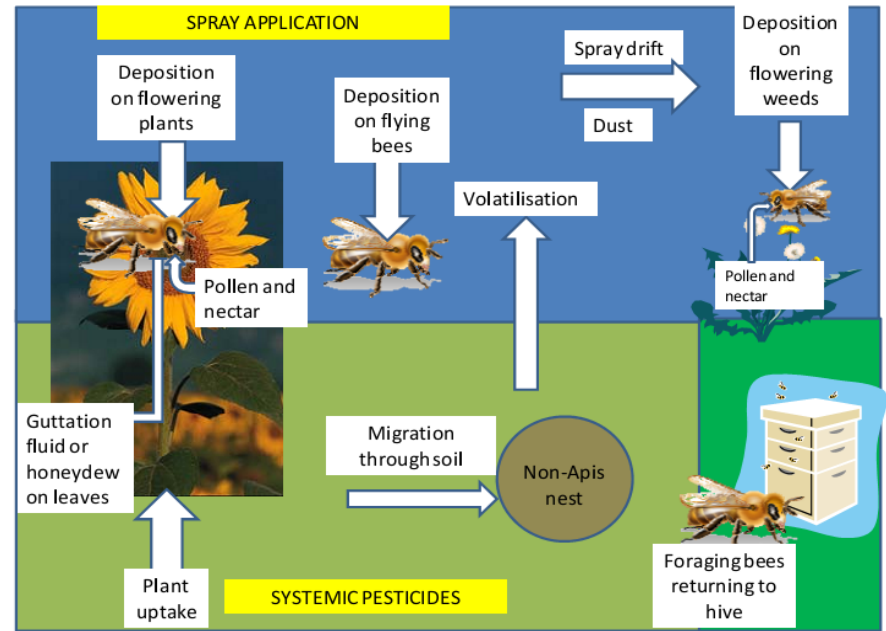 SPRAY APPLICATION
Deposition
on flowering
plants
Deposition
on flying
bees
Spray drift
Dust
Deposition
on
flowering
weeds
Volatilisation
Pollen and
nectar
Pollen and
nectar
Guttation
fluid or
honeydew
on leaves
Migration
through soil
Non-Apis
nest
Plant
uptake
SYSTEMIC PESTICIDES
Foraging bees
returning to
hive